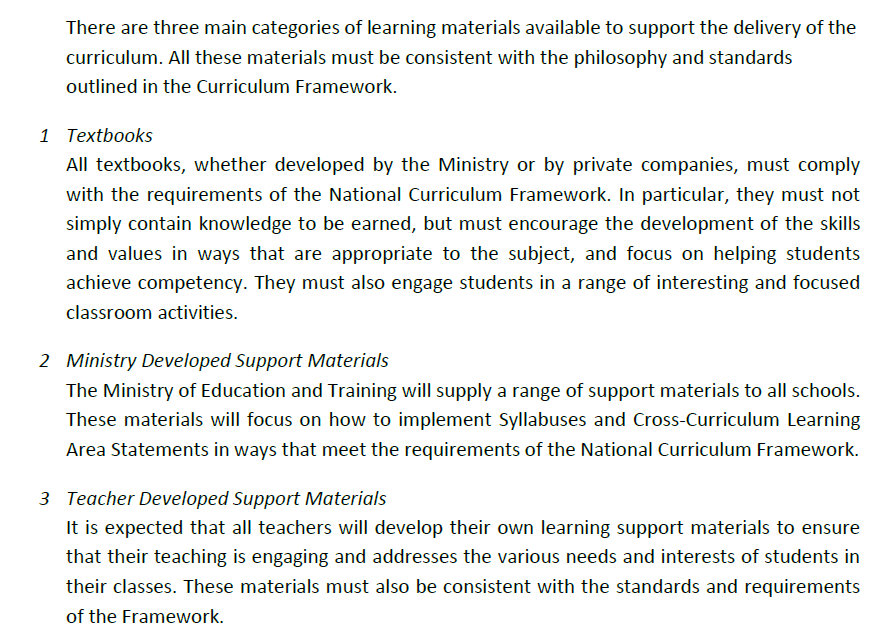 There are three main categories of learning materials available to support the delivery of the
curriculum. All these materials must be consistent with the philosophy and standards
outlined in the Curriculum Framework.
1 Textbooks
All textbooks, whether developed by the Ministry or by private companies, must comply
with the requirements of the National Curriculum Framework. In particular, they must not
simply contain knowledge to be earned, but must encourage the development of the skills
and values in ways that are appropriate to the subject, and focus on helping students
achieve competency. They must also engage students in a range of interesting and focused
classroom activities.
2 Ministry Developed Support Materials
The Ministry of Education and Training will supply a range of support materials to all schools.
These materials will focus on how to implement Syllabuses and Cross-Curriculum Learning
Area Statements in ways that meet the requirements of the National Curriculum Framework.
3 Teacher Developed Support Materials
It is expected that all teachers will develop their own learning support materials to ensure
that their teaching is engaging and addresses the various needs and interests of students in
their classes. These materials must also be consistent with the standards and requirements
of the Framework.